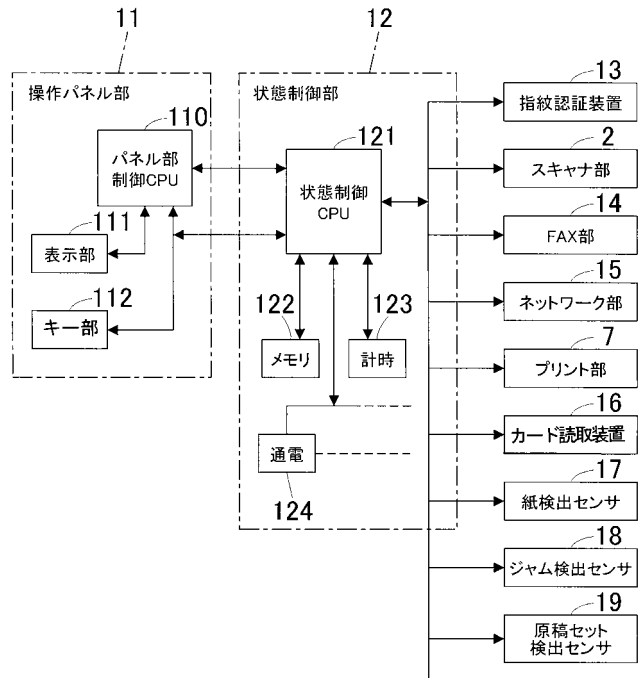 11
操作パネル部
110
パネル部
制御CPU
111
表示部
112
キー部
12
状態制御部
121
状態制御
CPU
122
メモリ
123
計時
通電
124
13
指紋認証装置
2
スキャナ部
14
FAX部
15
ネットワーク部
7
プリント部
16
カード読取装置
17
紙検出センサ
18
ジャム検出センサ
19
原稿セット
検出センサ